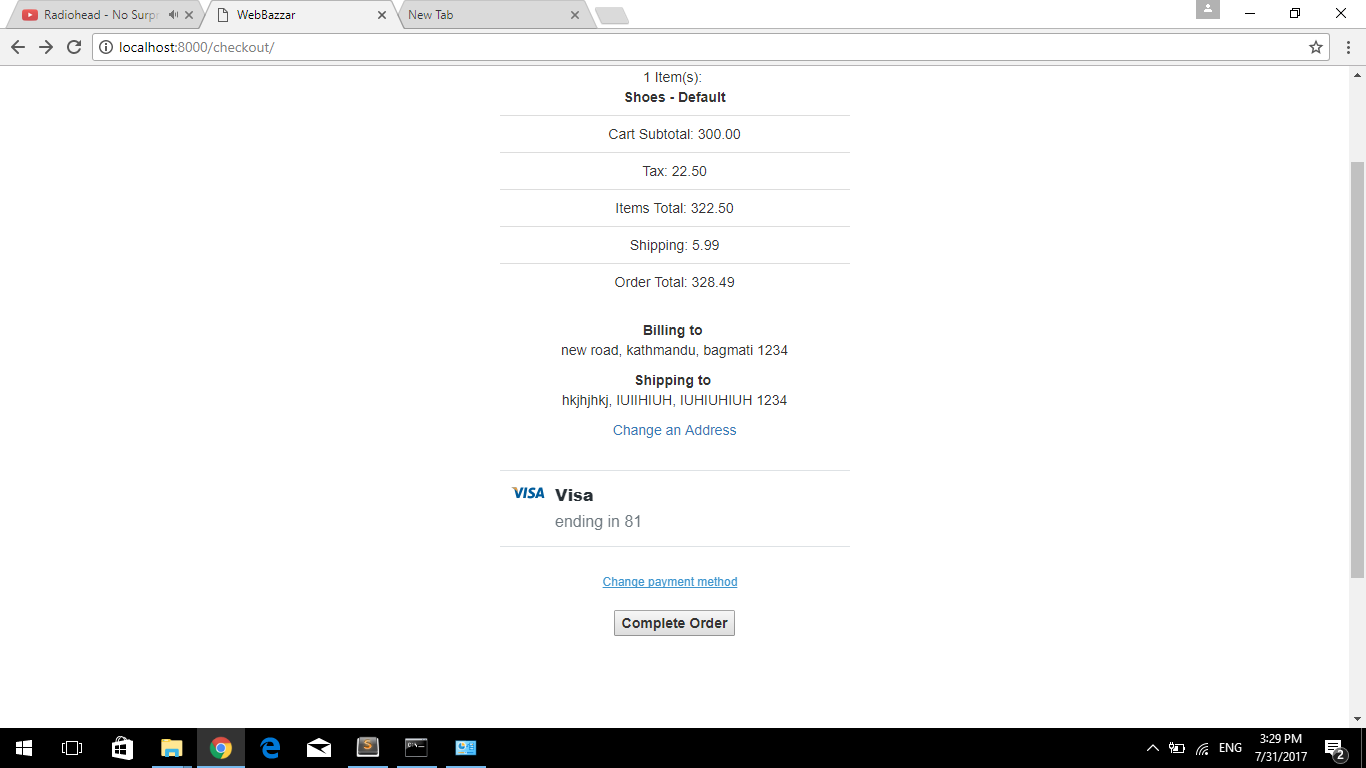 Radiohead - No Surpr
WebBazzar
New Tab
localhost:8000/checkout/
1 Item(s):
Shoes - Default
Cart Subtotal: 300.00
Tax: 22.50
Items Total: 322.50
Shipping: 5.99
Order Total: 328.49
Billing to
new road, kathmandu, bagmati 1234
Shipping to
hkjhjhkj, IUIIHIUH, IUHIUHIUH 1234
Change an Address
VISA Visa
ending in 81
Change payment method
Complete Order
ENG
3:29 PM
7/31/2017
2